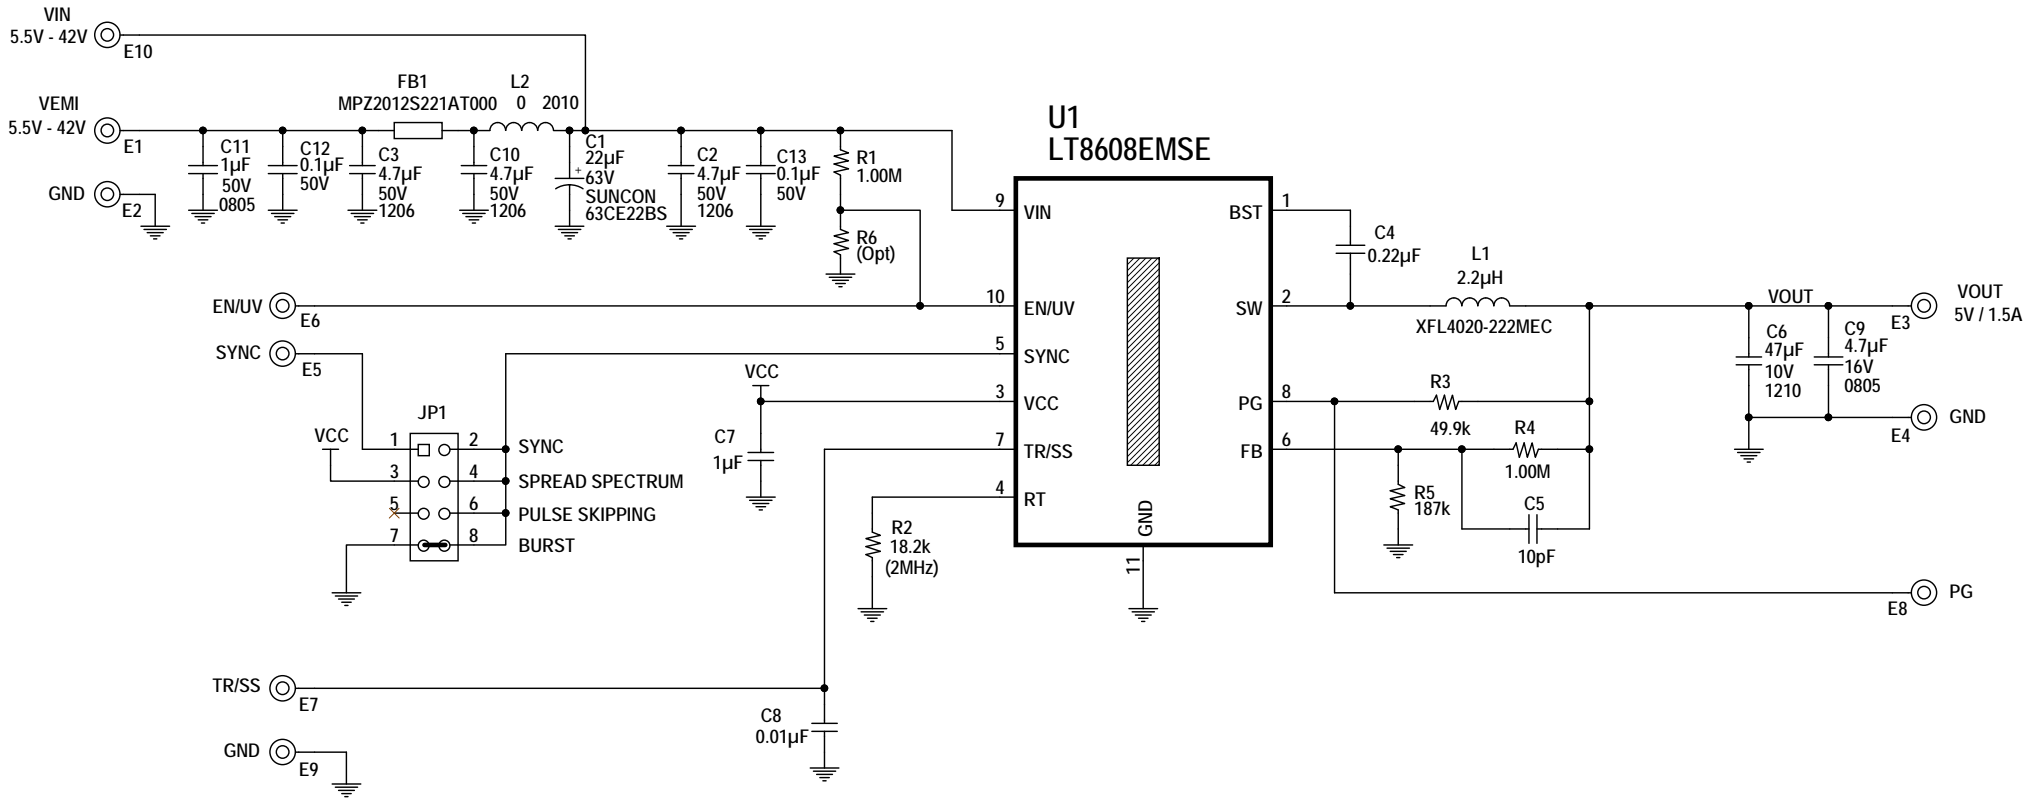 VIN
5.5V - 42V
E10
VEMI
5.5V - 42V
E1
GND
E2
FB1
MPZ2012S221AT000
L2
0 2010
C11
1µF
50V
0805
C12
0.1µF
50V
C3
4.7µF
50V
1206
C10
4.7µF
50V
1206
C1
22µF
+
63V
SUNCON
63CE22BS
C2
4.7µF
50V
1206
C13
0.1µF
50V
R1
1.00M
R6
(Opt)
U1
LT8608EMSE
9 VIN
10 EN/UV
5 SYNC
3 VCC
7 TR/SS
4 RT
BST 1
SW 2
PG 8
FB 6
GND
11
EN/UV
E6
SYNC
E5
JP1
VCC
1 2 SYNC
3 4 SPREAD SPECTRUM
5 6 PULSE SKIPPING
7 8 BURST
VCC
C7
1µF
R2
18.2k
(2MHz)
TR/SS
E7
GND
E9
C8
0.01µF
C4
0.22µF
L1
2.2µH
XFL4020-222MEC
R3
49.9k
R4
1.00M
R5
187k
C5
10pF
VOUT
C6
47µF
10V
1210
C9
4.7µF
16V
0805
E3
VOUT
5V / 1.5A
E4
GND
E8
PG